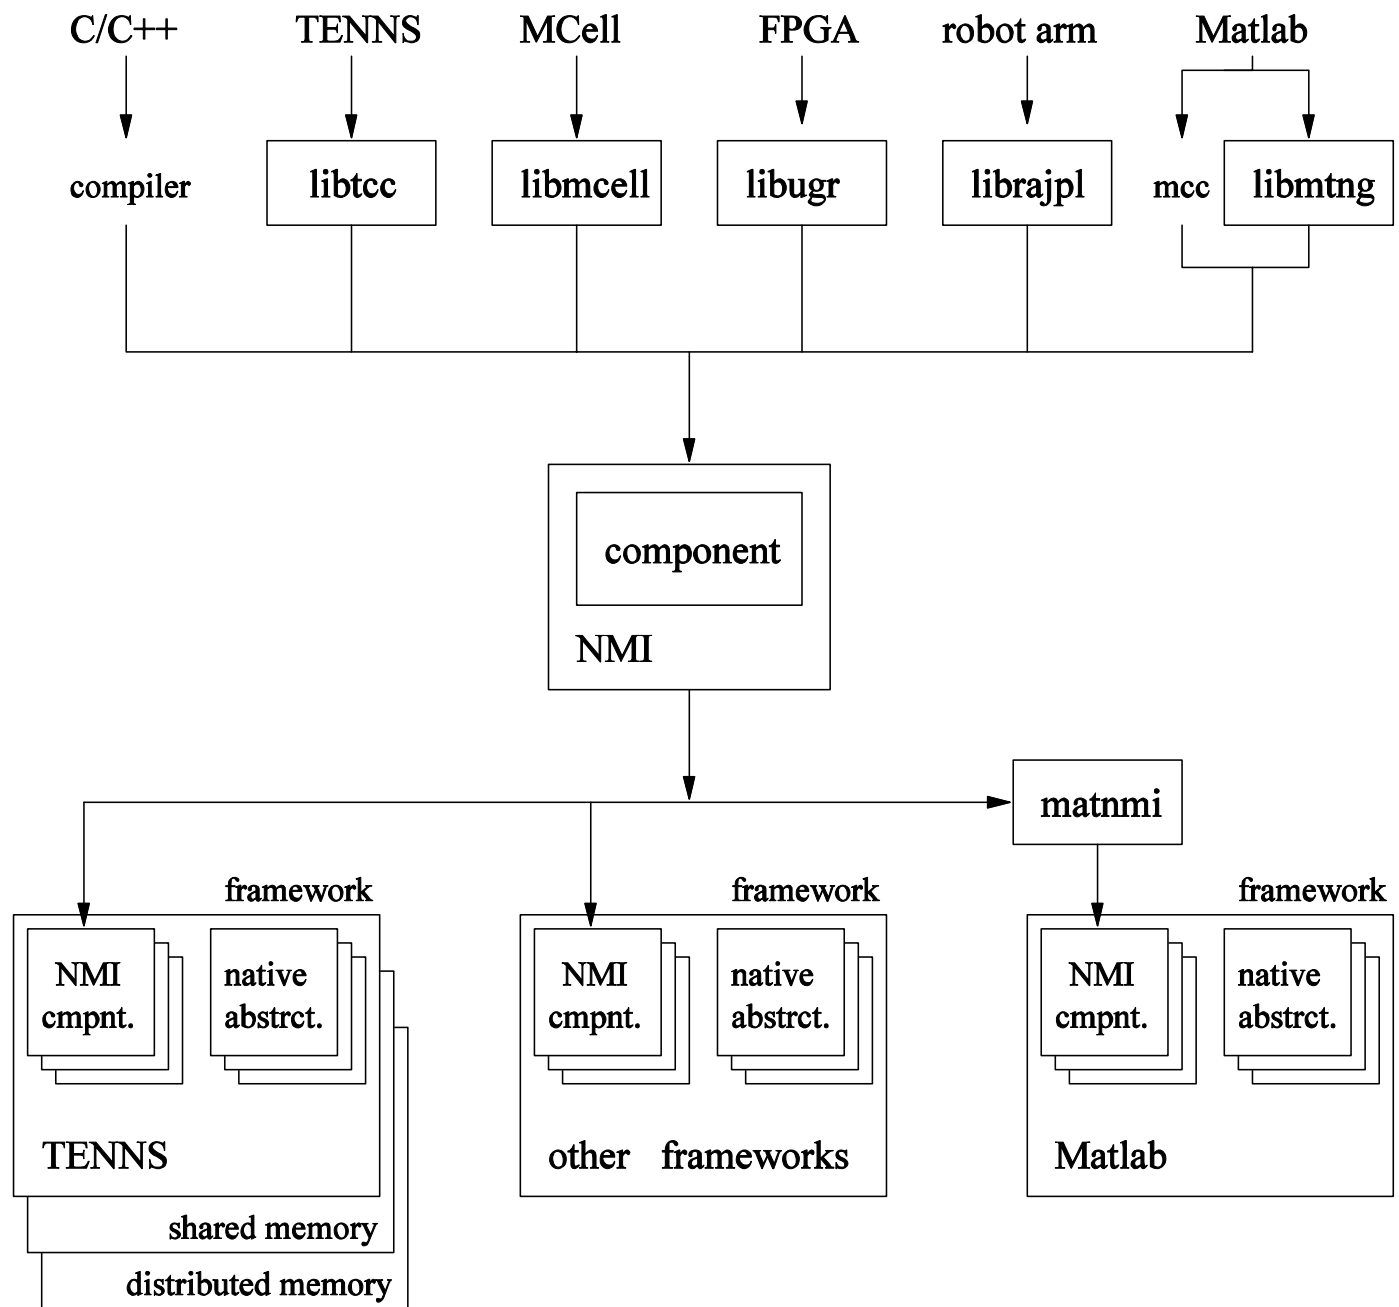 C/C++ TENNS MCell FPGA robot arm Matlab
compiler libtcc libmcell libugr librajpl mcc libmtng
component
NMI
matnmi
framework framework framework
NMI native NMI native NMI native
cmpnt. abstrct. cmpnt. abstrct. cmpnt. abstrct.
TENNS other frameworks Matlab
shared memory
distributed memory